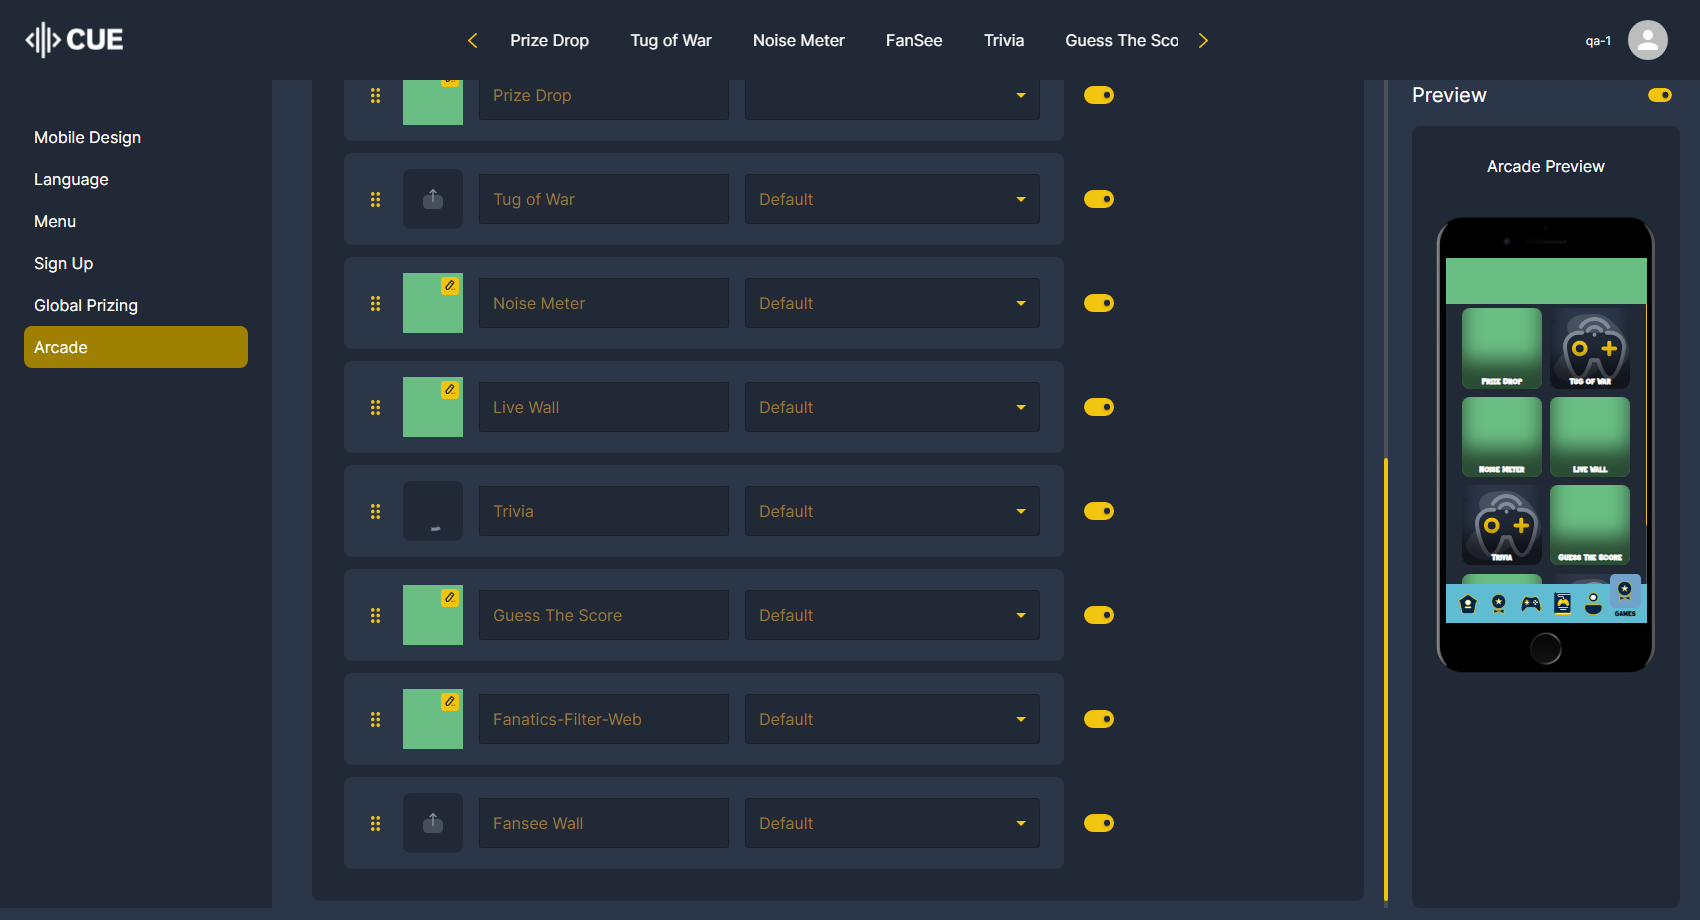 CUE
Prize Drop Tug of War Noise Meter FanSee Trivia Guess The Sco
qa-1
Mobile Design
Language
Menu
Sign Up
Global Prizing
Arcade
Prize Drop
Tug of War Default
Noise Meter Default
Live Wall Default
Trivia Default
Guess The Score Default
Fanatics-Filter-Web Default
Fansee Wall Default
Preview
Arcade Preview
Prize Drop Tug of War
Noise Meter Live Wall
Trivia Guess The Score
GAMES